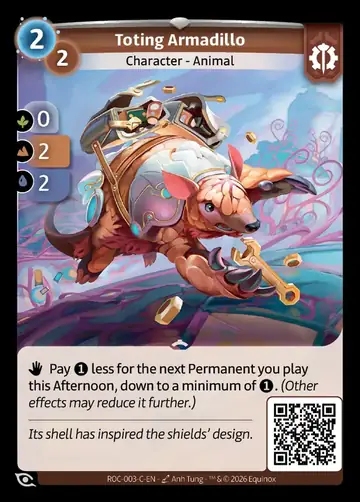 2
2
Toting Armadillo
Character - Animal
0
2
2
Pay 1 less for the next Permanent you play
this Afternoon, down to a minimum of 1. (Other
effects may reduce it further.)
Its shell has inspired the shields' design.
ROC-003-C-EN - Anh Tung - ™ & © 2026 Equinox